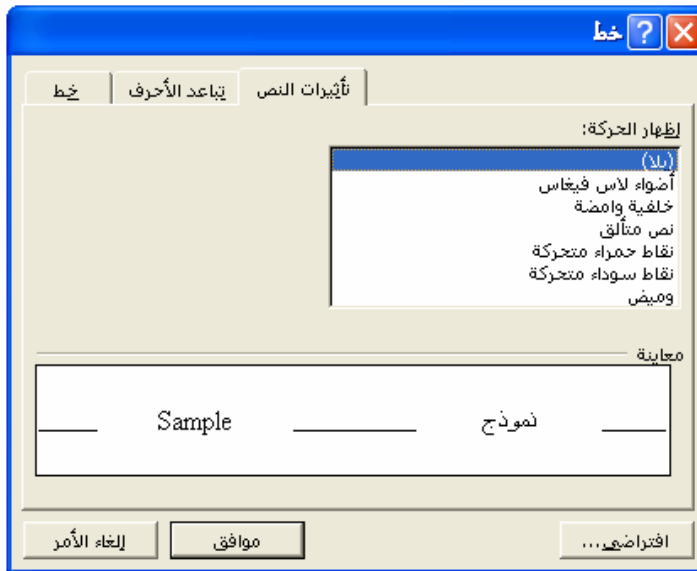 خط
خط تباعد الأحرف تأثيرات النص
إظهار الحركة:
(بلا)
أضواء لاس فيغاس
خلفية وامضة
نص متألق
نقاط حمراء متحركة
نقاط سوداء متحركة
وميض
معاينة
نموذج Sample
افتراضي... موافق إلغاء الأمر